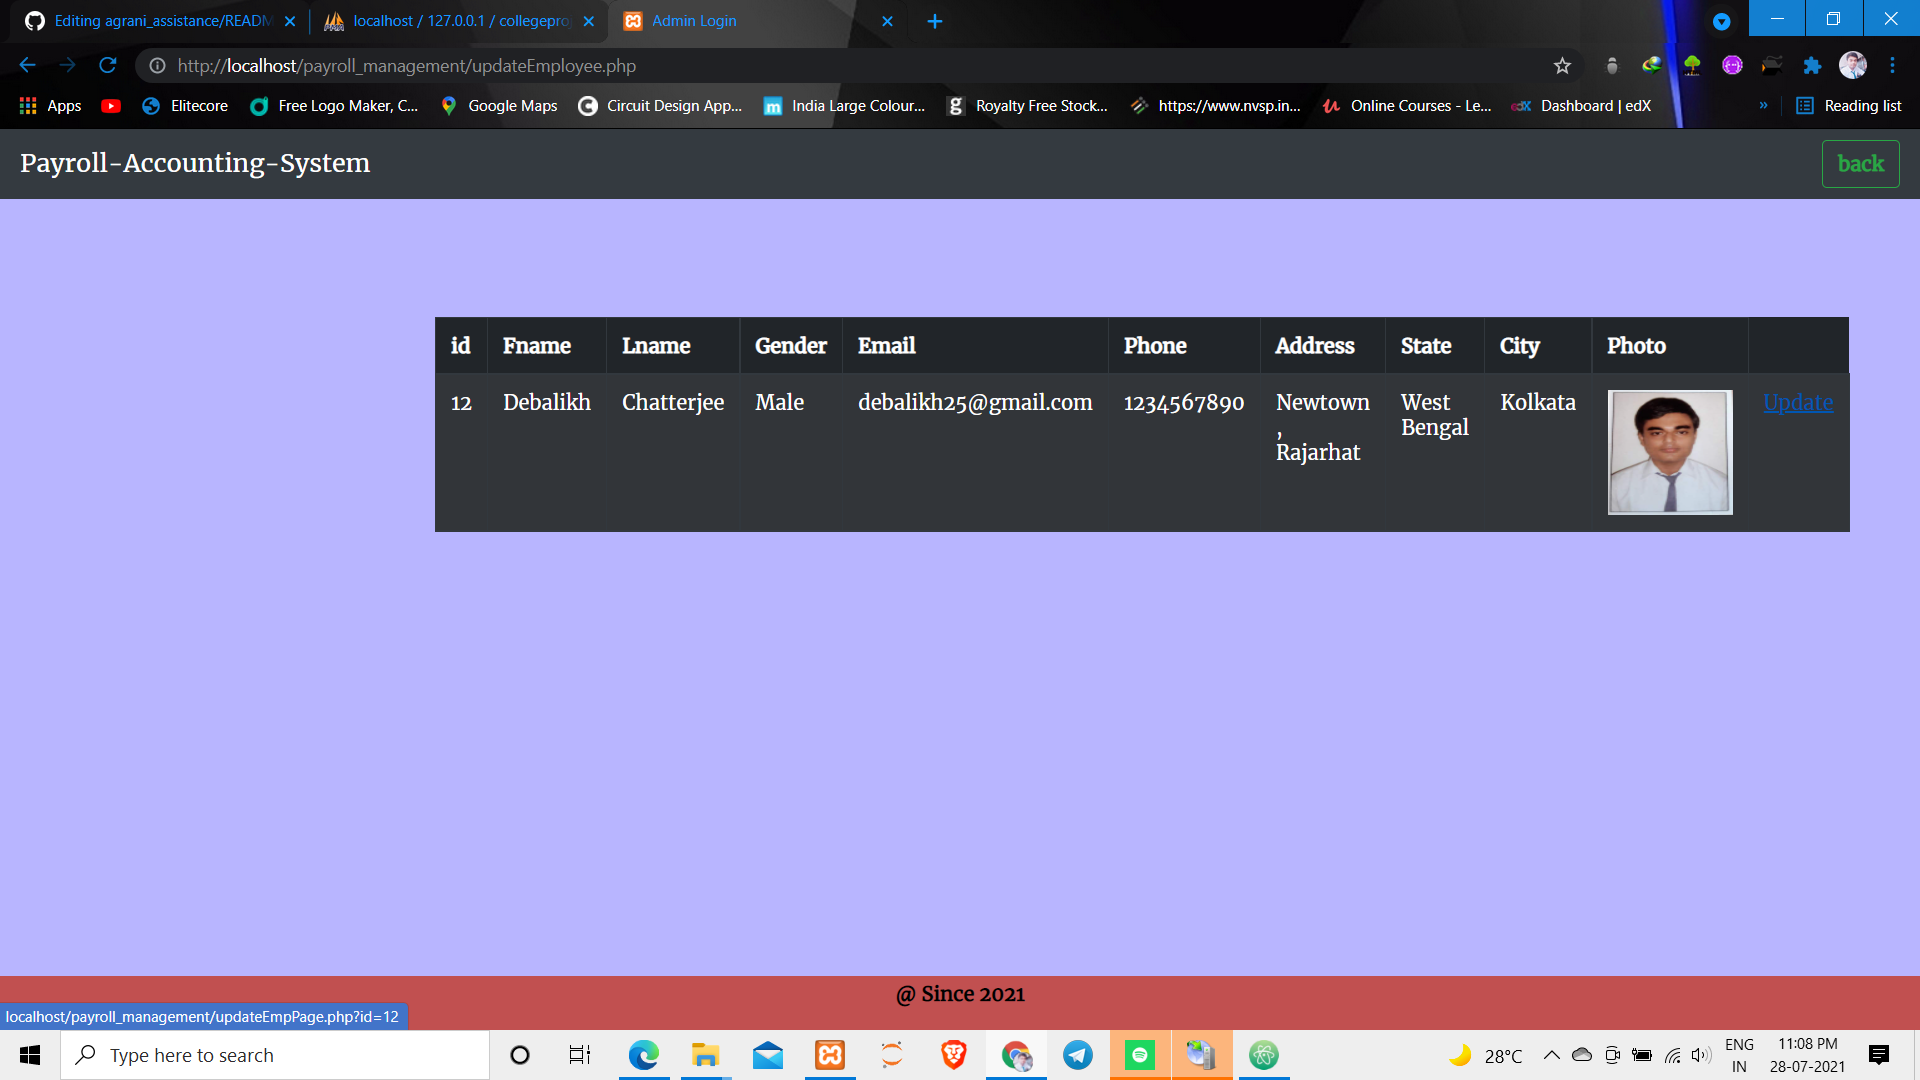 Editing agrani_assistance/READM
localhost / 127.0.0.1 / collegepro
Admin Login
http://localhost/payroll_management/updateEmployee.php
Apps
Elitecore
Free Logo Maker, C...
Google Maps
Circuit Design App...
India Large Colour...
Royalty Free Stock...
https://www.nvsp.in...
Online Courses - Le...
Dashboard | edX
»
Reading list
Payroll-Accounting-System
back
id Fname Lname Gender Email Phone Address State City Photo
12 Debalikh Chatterjee Male debalikh25@gmail.com 1234567890 Newtown West Kolkata Update
, Bengal
Rajarhat
@ Since 2021
localhost/payroll_management/updateEmpPage.php?id=12
Type here to search
28°C
ENG
IN
11:08 PM
28-07-2021